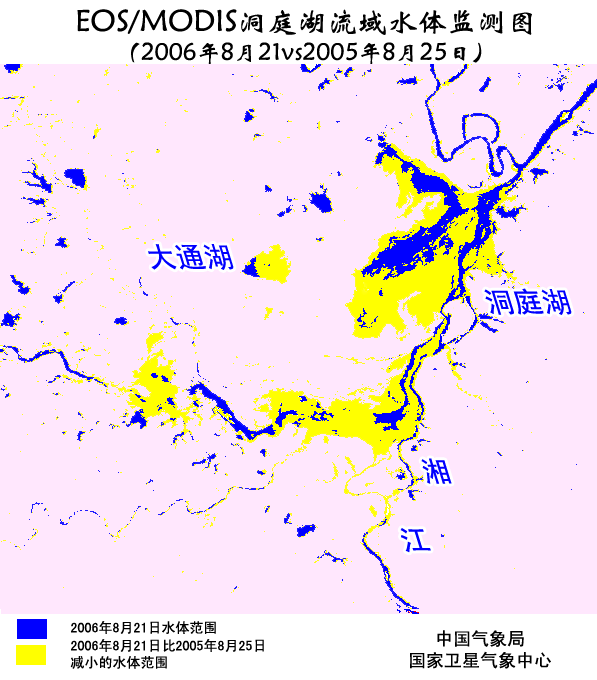 EOS/MODIS洞庭湖流域水体监测图
(2006年8月21vs2005年8月25日)
大通湖
洞庭湖
湘
江
2006年8月21日水体范围
2006年8月21日比2005年8月25日
减小的水体范围
中国气象局
国家卫星气象中心